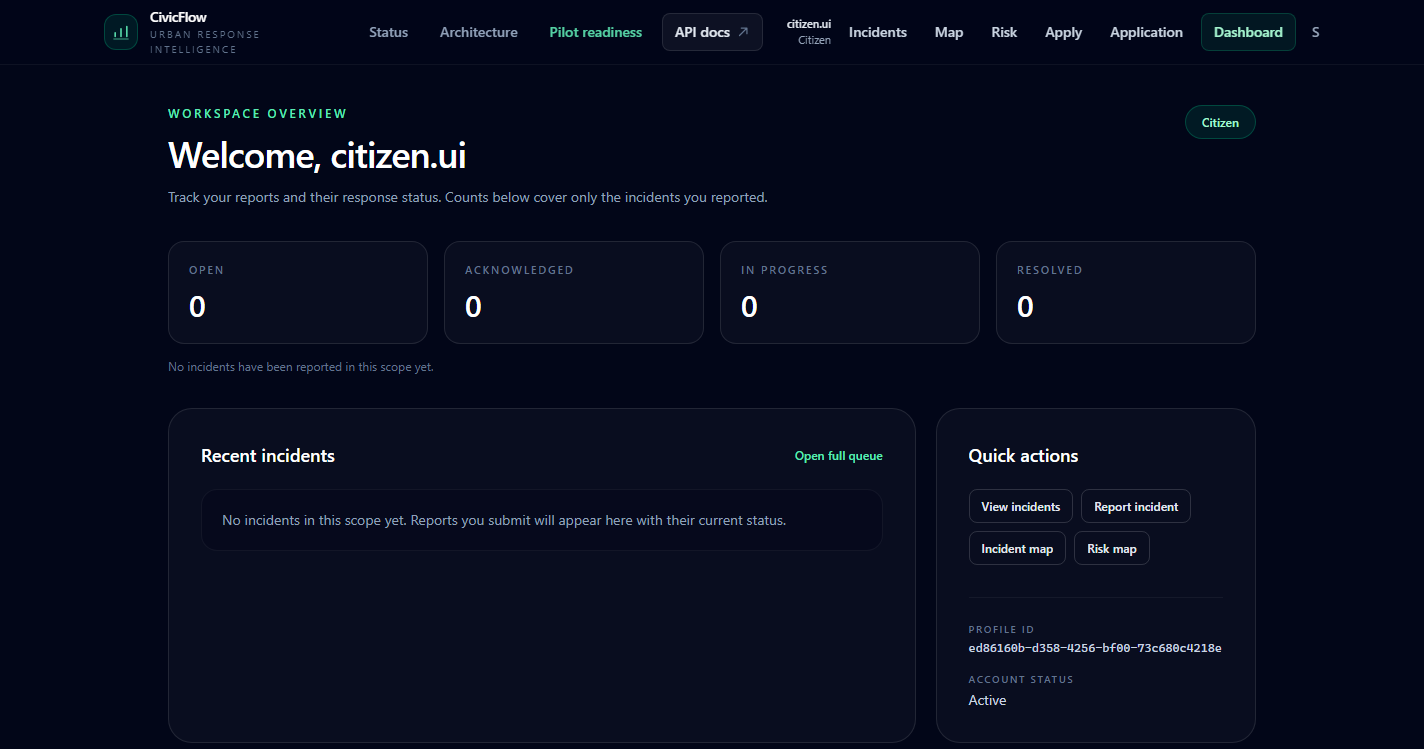 CivicFlow
URBAN RESPONSE
INTELLIGENCE
Status
Architecture
Pilot readiness
API docs ↗
citizen.ui
Citizen
Incidents
Map
Risk
Apply
Application
Dashboard
S
WORKSPACE OVERVIEW
Citizen
Welcome, citizen.ui
Track your reports and their response status. Counts below cover only the incidents you reported.
OPEN
0
ACKNOWLEDGED
0
IN PROGRESS
0
RESOLVED
0
No incidents have been reported in this scope yet.
Recent incidents
Open full queue
No incidents in this scope yet. Reports you submit will appear here with their current status.
Quick actions
View incidents
Report incident
Incident map
Risk map
PROFILE ID
ed86160b-d358-4256-bf00-73c680c4218e
ACCOUNT STATUS
Active